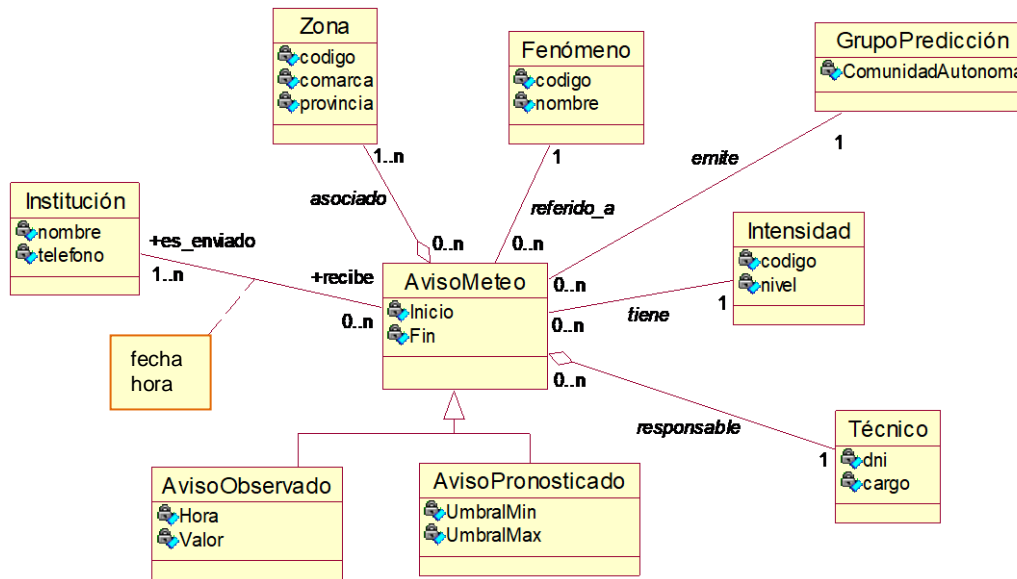 Zona
codigo
comarca
provincia
Fenómeno
codigo
nombre
GrupoPredicción
ComunidadAutonoma
1..n
1
1
asociado
referido_a
emite
Institución
nombre
telefono
+es_enviado
1..n
+recibe
0..n
0..n
0..n
0..n
AvisoMeteo
Inicio
Fin
0..n
tiene
1
Intensidad
codigo
nivel
0..n
responsable
1
Técnico
dni
cargo
fecha
hora
AvisoObservado
Hora
Valor
AvisoPronosticado
UmbralMin
UmbralMax